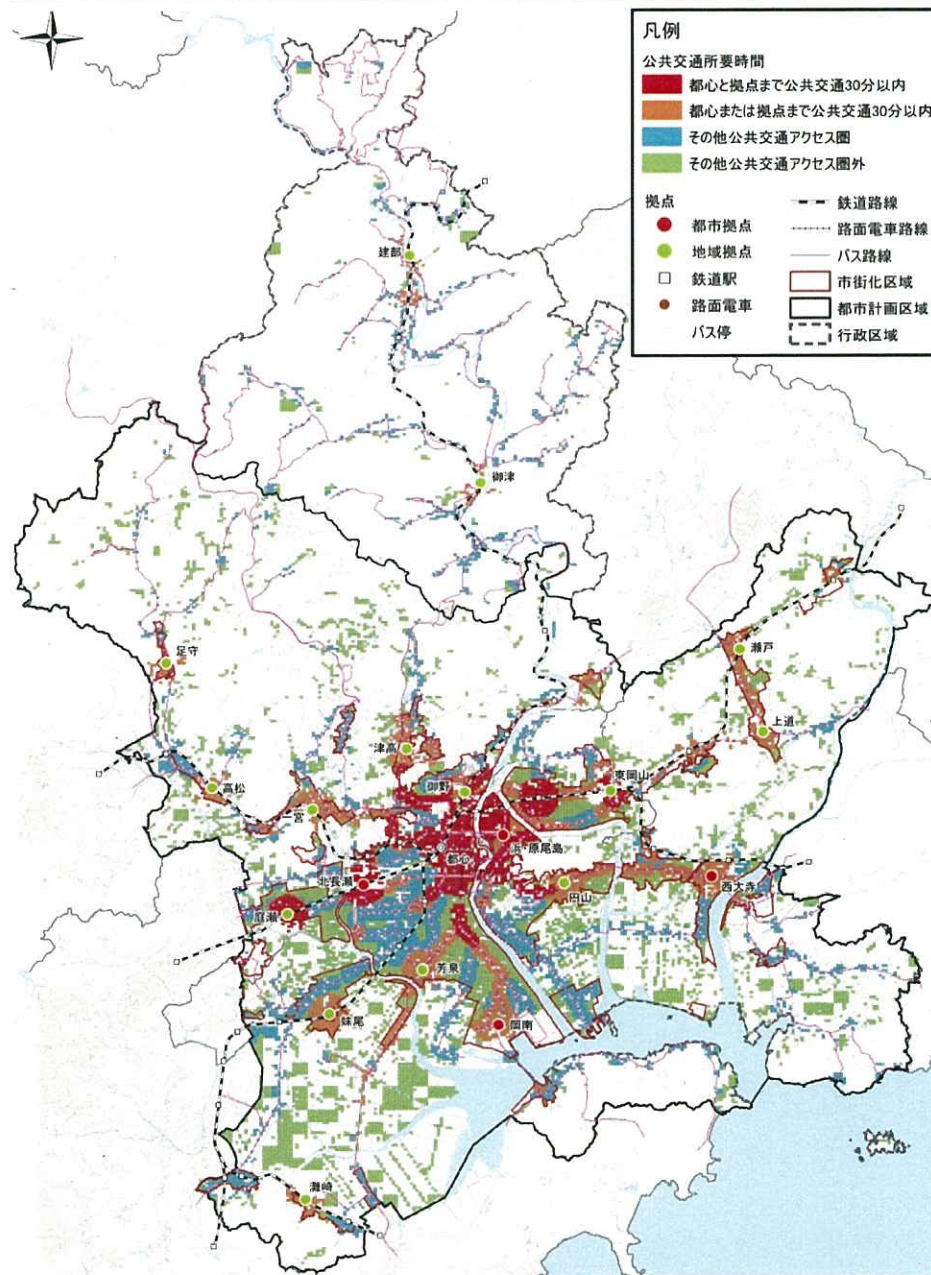 凡例
公共交通所要時間
都心と拠点まで公共交通30分以内
都心または拠点まで公共交通30分以内
その他公共交通アクセス圏
その他公共交通アクセス圏外
拠点
都市拠点
地域拠点
鉄道駅
路面電車
バス停
鉄道路線
路面電車路線
バス路線
市街化区域
都市計画区域
行政区域
建部
御津
足守
瀬戸
上道
津高
高松
御野
東岡山
一宮
浜・原尾島
都心
北長瀬
西大寺
円山
庭瀬
芳泉
妹尾
岡南
灘崎